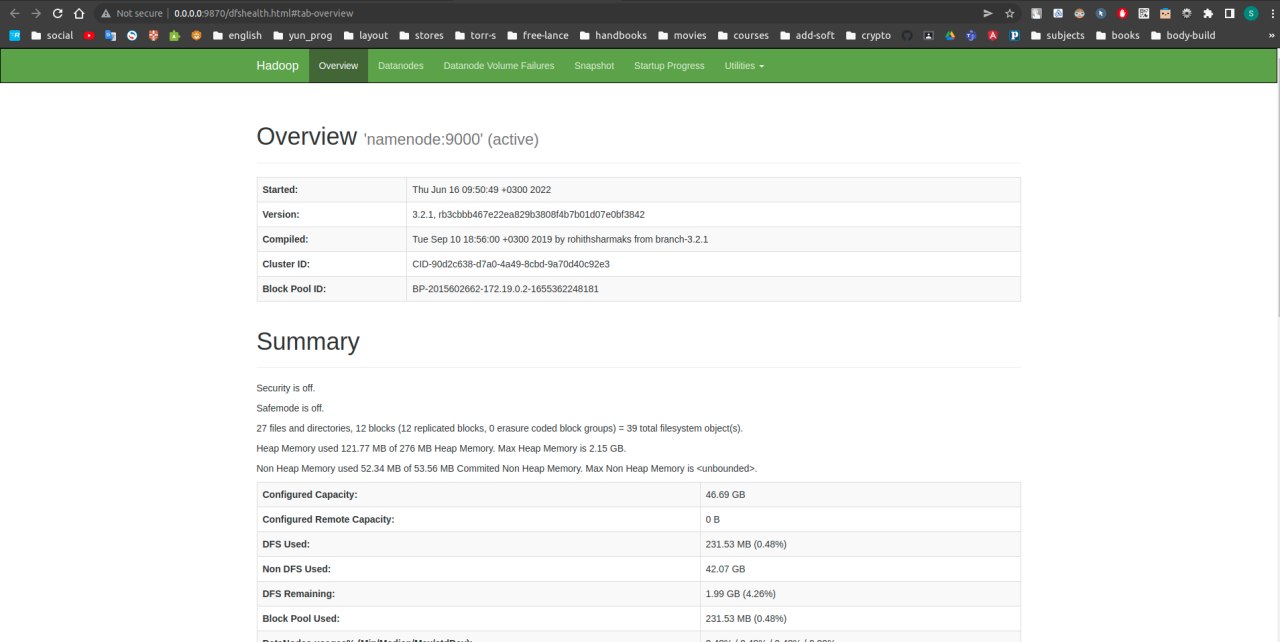 Not secure | 0.0.0.0:9870/dfshealth.html#tab-overview
social english yun_prog layout stores torr-s free-lance handbooks movies courses add-soft crypto subjects books body-build »
Hadoop Overview Datanodes Datanode Volume Failures Snapshot Startup Progress Utilities
Overview 'namenode:9000' (active)
Started: Thu Jun 16 09:50:49 +0300 2022
Version: 3.2.1, rb3cbbb467e22ea829b3808f4b7b01d07e0bf3842
Compiled: Tue Sep 10 18:56:00 +0300 2019 by rohithsharmaks from branch-3.2.1
Cluster ID: CID-90d2c638-d7a0-4a49-8cbd-9a70d40c92e3
Block Pool ID: BP-2015602662-172.19.0.2-1655362248181
Summary
Security is off.
Safemode is off.
27 files and directories, 12 blocks (12 replicated blocks, 0 erasure coded block groups) = 39 total filesystem object(s).
Heap Memory used 121.77 MB of 276 MB Heap Memory. Max Heap Memory is 2.15 GB.
Non Heap Memory used 52.34 MB of 53.56 MB Commited Non Heap Memory. Max Non Heap Memory is <unbounded>.
Configured Capacity: 46.69 GB
Configured Remote Capacity: 0 B
DFS Used: 231.53 MB (0.48%)
Non DFS Used: 42.07 GB
DFS Remaining: 1.99 GB (4.26%)
Block Pool Used: 231.53 MB (0.48%)